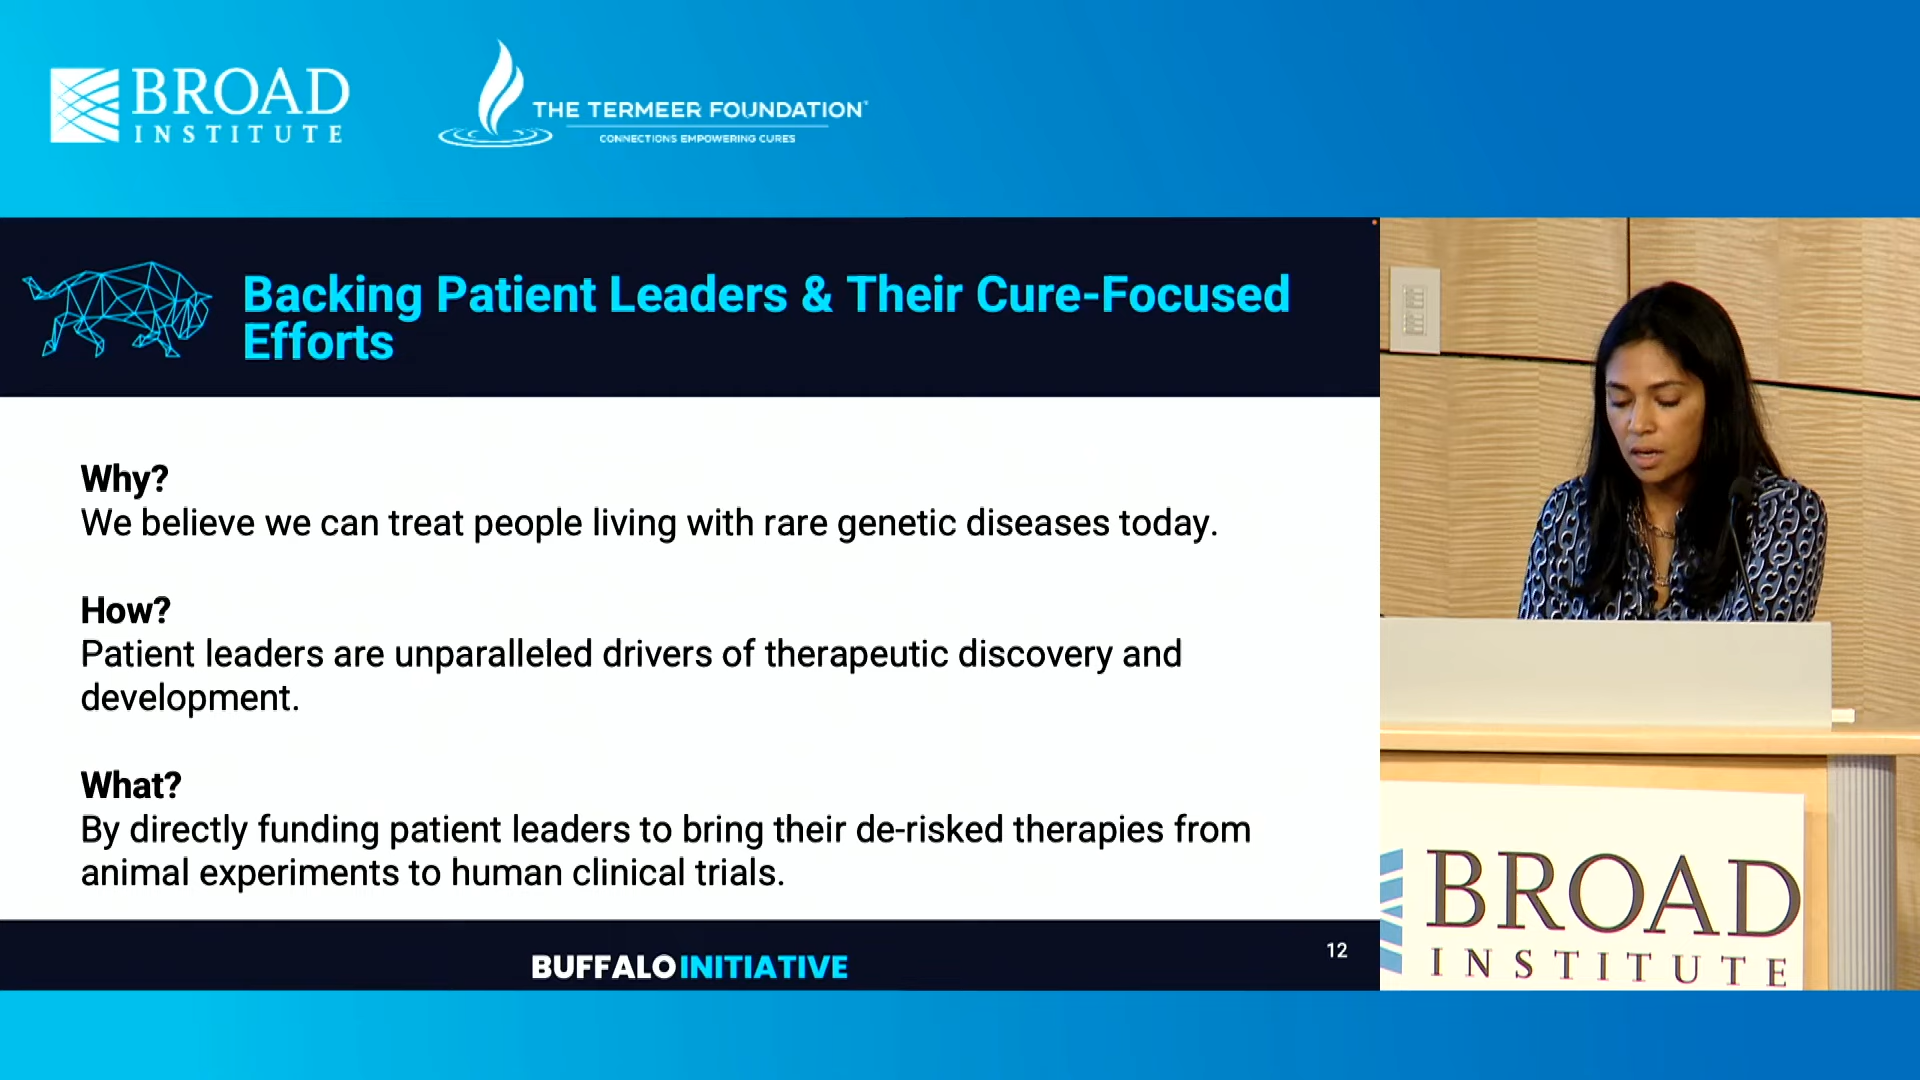 BROAD
INSTITUTE
THE TERMEER FOUNDATION
CONNECTIONS EMPOWERING CURES
Backing Patient Leaders & Their Cure-Focused
Efforts
Why?
We believe we can treat people living with rare genetic diseases today.
How?
Patient leaders are unparalleled drivers of therapeutic discovery and
development.
What?
By directly funding patient leaders to bring their de-risked therapies from
animal experiments to human clinical trials.
BUFFALO INITIATIVE
12
BROAD
INSTITUTE